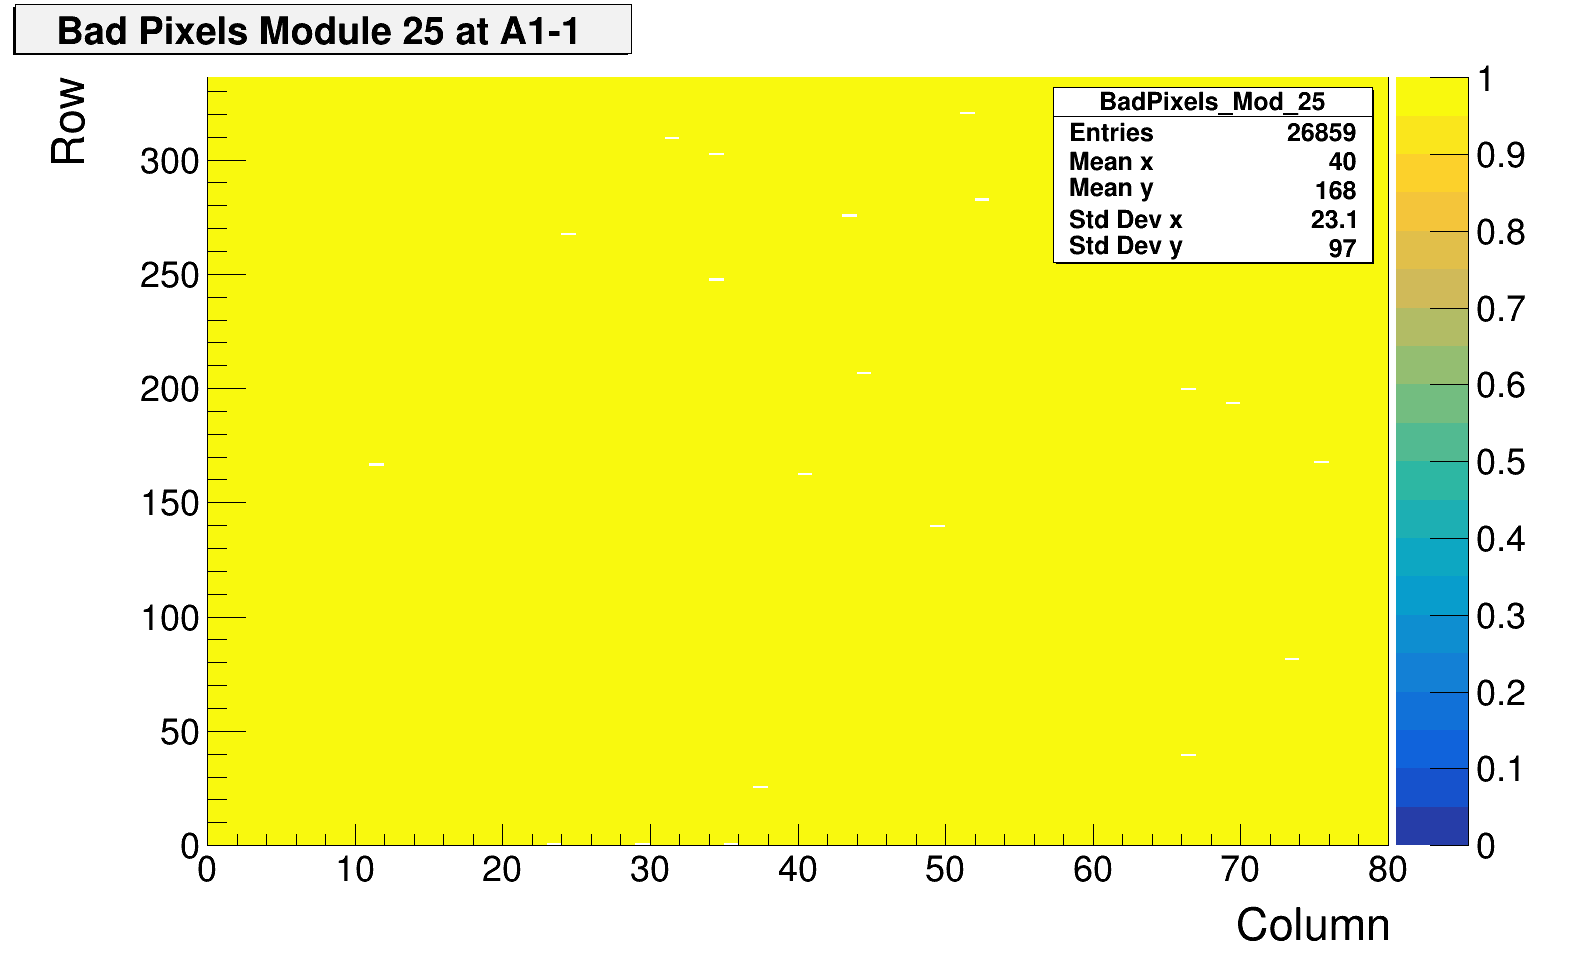 Bad Pixels Module 25 at A1-1
Row
BadPixels_Mod_25
Entries 26859
Mean x 40
Mean y 168
Std Dev x 23.1
Std Dev y 97
300
250
200
150
100
50
0
0 10 20 30 40 50 60 70 80
Column
1
0.9
0.8
0.7
0.6
0.5
0.4
0.3
0.2
0.1
0